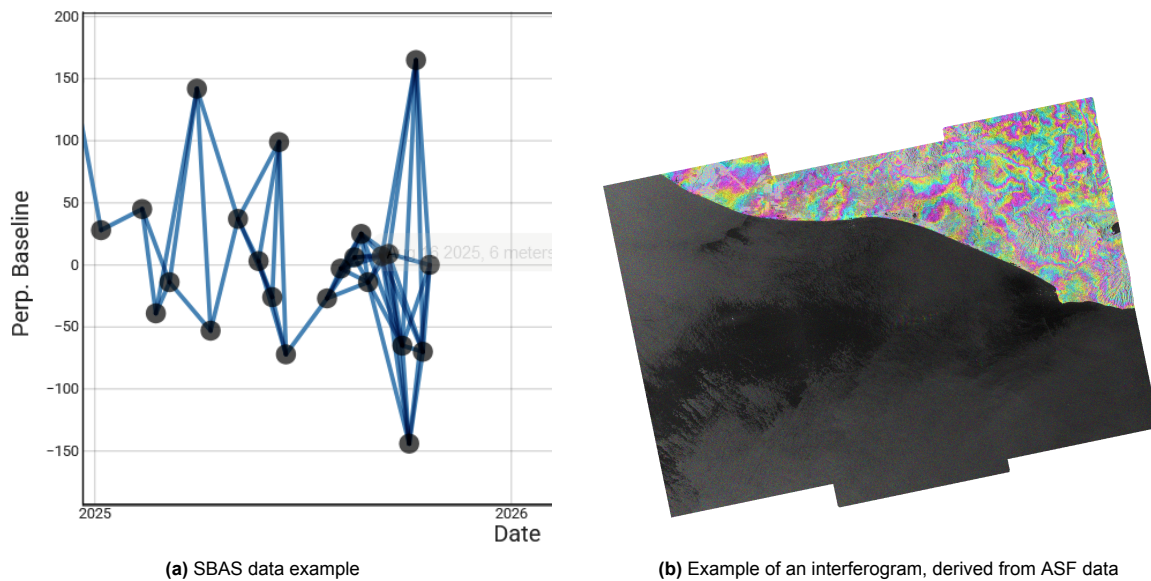 200
150
100
50
0
−50
−100
−150
Perp. Baseline
16 2025, 6 meters
2025
2026
Date
(a) SBAS data example
(b) Example of an interferogram, derived from ASF data